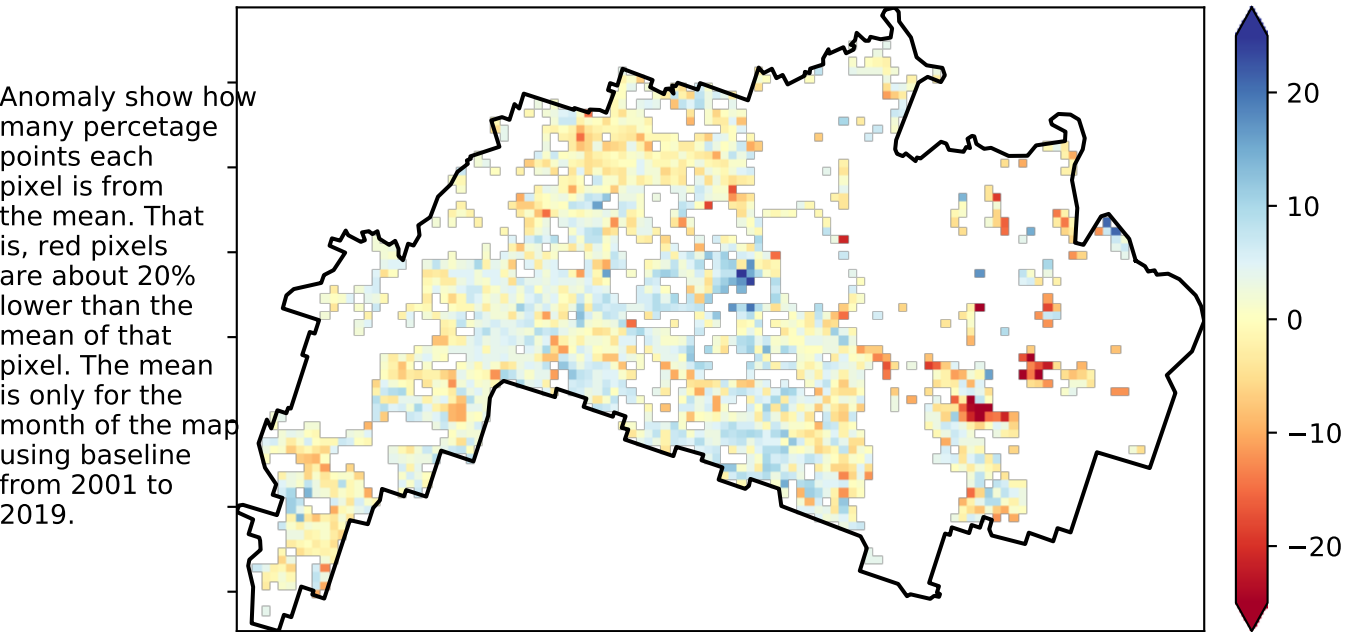 Anomaly show how
many percetage
points each
pixel is from
the mean. That
is, red pixels
are about 20%
lower than the
mean of that
pixel. The mean
is only for the
month of the map
using baseline
from 2001 to
2019.
20
10
0
−10
−20